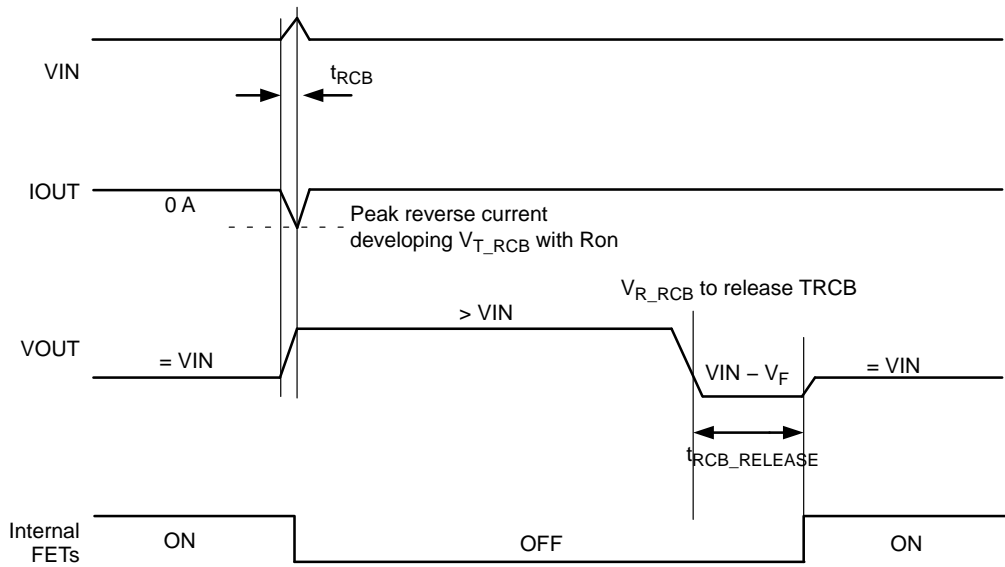 VIN
tRCB
IOUT
0 A
Peak reverse current
developing VT_RCB with Ron
VR_RCB to release TRCB
> VIN
VOUT
= VIN
VIN – VF
= VIN
tRCB_RELEASE
Internal
FETs
ON
OFF
ON